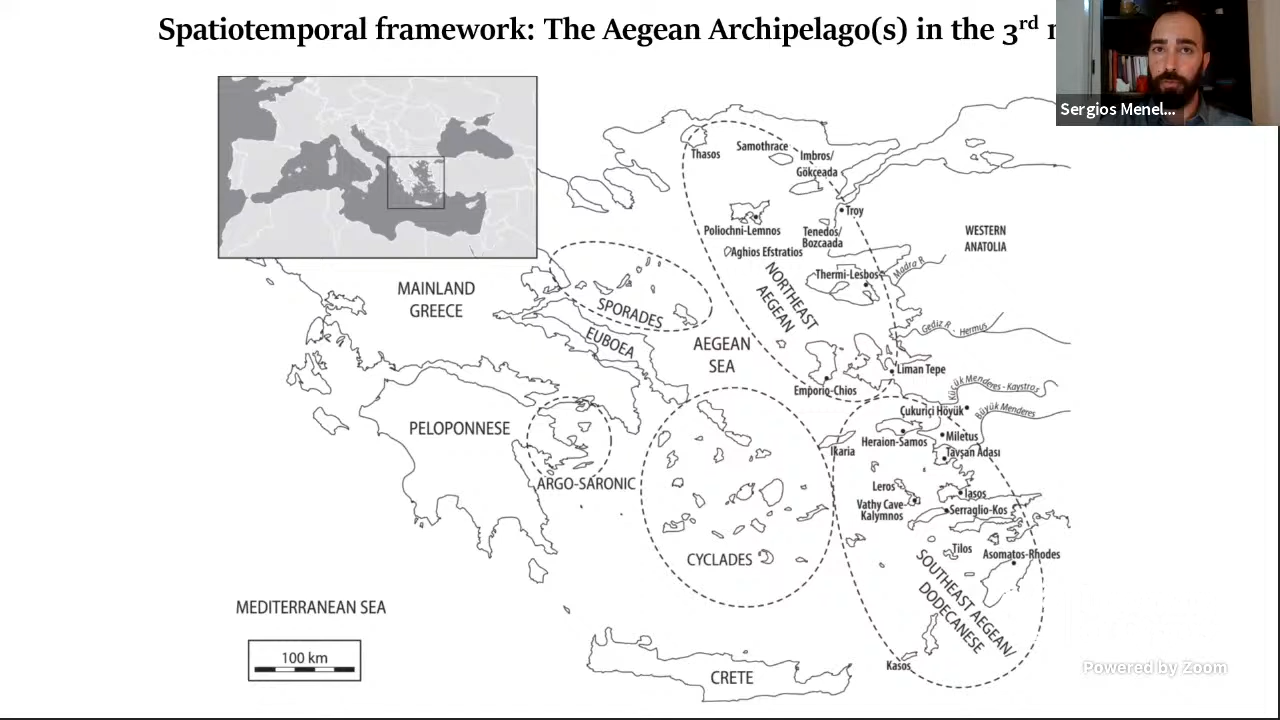 Spatiotemporal framework: The Aegean Archipelago(s) in the 3rd
Sergios Menel...
Thasos
Samothrace
Imbros/
Gökçeada
Troy
Poliochni-Lemnos
Tenedos/
Bozcaada
Aghios Efstratios
WESTERN
ANATOLIA
Thermi-Lesbos
Madra R.
NORTHEAST
AEGEAN
MAINLAND
GREECE
SPORADES
EUBOEA
AEGEAN
SEA
Gediz R - Hermus
Liman Tepe
Emporio-Chios
Küçük Menderes - Kaystros
Büyük Menderes
Çukuriçi Höyük
PELOPONNESE
Ikaria
Heraion-Samos
Miletus
Tavşan Adası
ARGO-SARONIC
Leros
Iasos
Vathy Cave-
Kalymnos
Serraglio-Kos
CYCLADES
Tilos
Asomatos-Rhodes
SOUTHEAST AEGEAN/
DODECANESE
MEDITERRANEAN SEA
100 km
Kasos
CRETE
Powered by Zoom